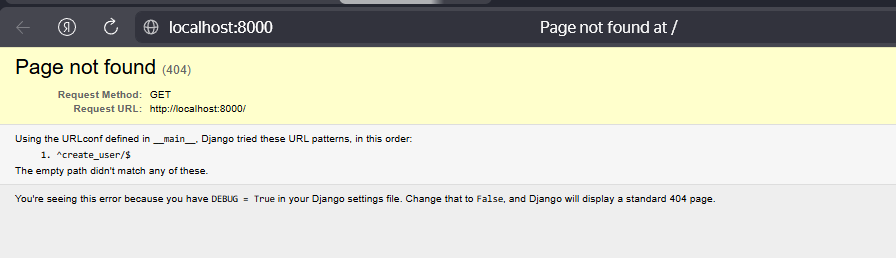 localhost:8000 Page not found at /
Page not found (404)
Request Method: GET
Request URL: http://localhost:8000/
Using the URLconf defined in __main__, Django tried these URL patterns, in this order:
1. ^create_user/$
The empty path didn't match any of these.
You're seeing this error because you have DEBUG = True in your Django settings file. Change that to False, and Django will display a standard 404 page.